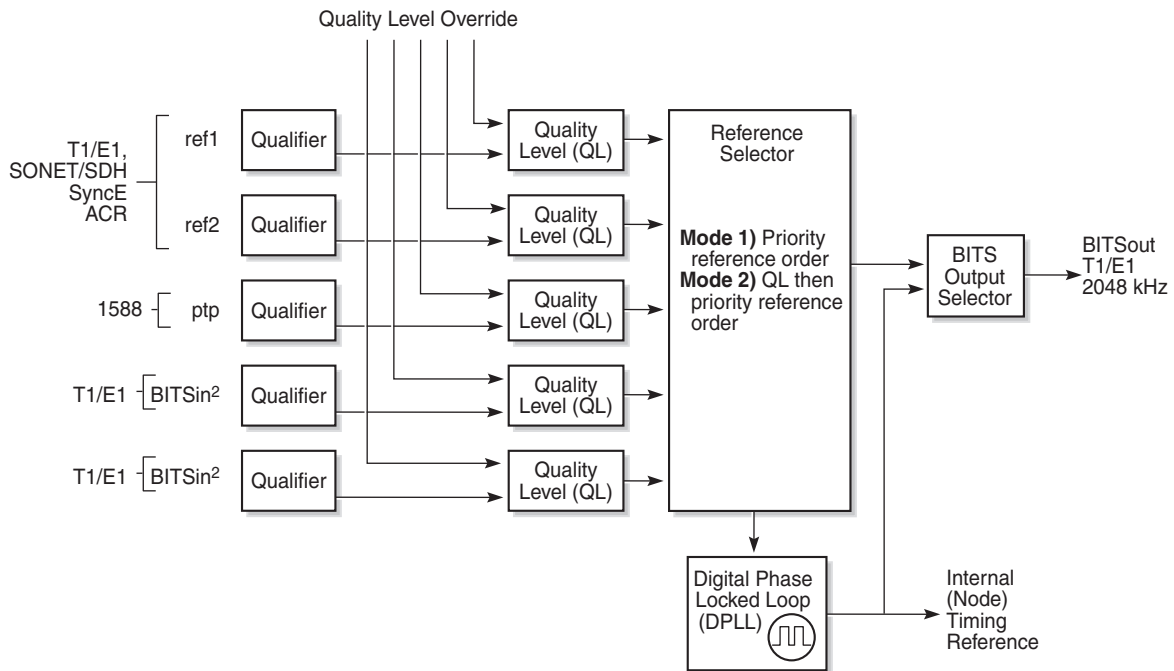 Quality Level Override
T1/E1,
SONET/SDH
SyncE
ACR
ref1
Qualifier
Quality
Level (QL)
ref2
Qualifier
Quality
Level (QL)
1588
ptp
Qualifier
Quality
Level (QL)
T1/E1
BITSin2
Qualifier
Quality
Level (QL)
T1/E1
BITSin2
Qualifier
Quality
Level (QL)
Reference
Selector
Mode 1) Priority
reference order
Mode 2) QL then
priority reference
order
BITS
Output
Selector
BITSout
T1/E1
2048 kHz
Digital Phase
Locked Loop
(DPLL)
Internal
(Node)
Timing
Reference